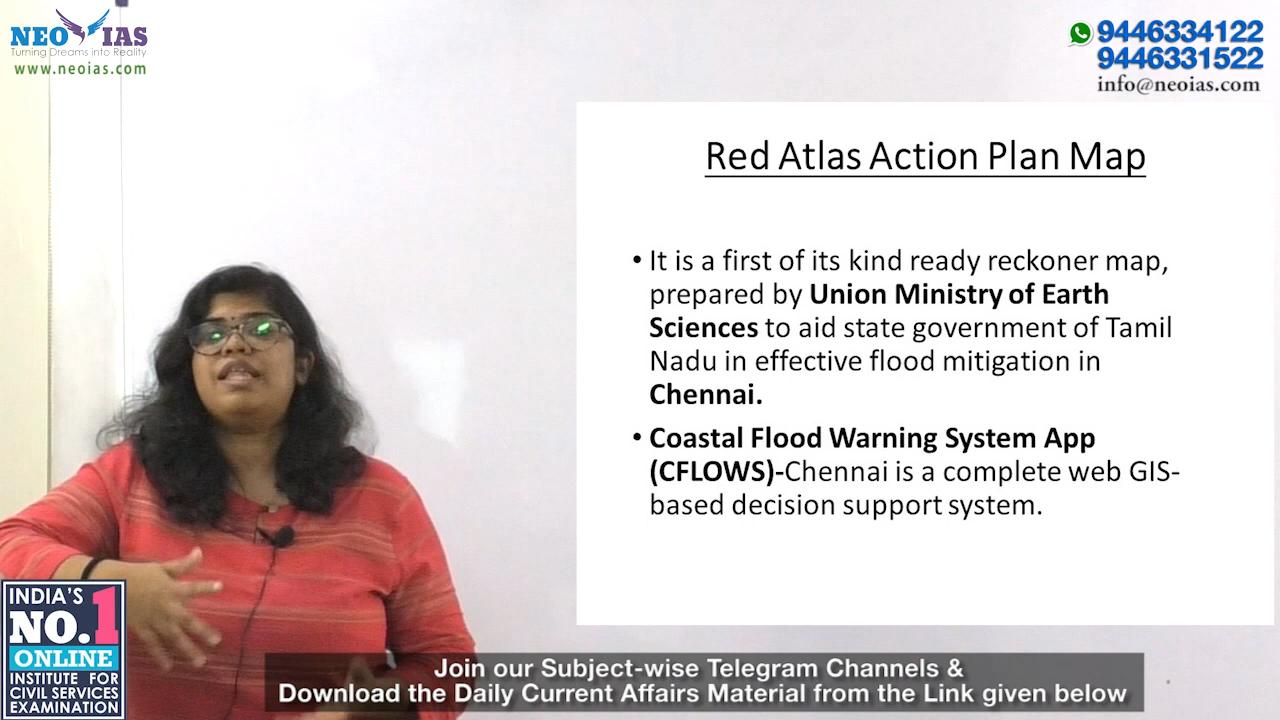 NEO IAS
Turning Dreams into Reality
www.neoias.com
9446334122
9446331522
info@neoias.com
Red Atlas Action Plan Map
• It is a first of its kind ready reckoner map,
prepared by Union Ministry of Earth
Sciences to aid state government of Tamil
Nadu in effective flood mitigation in
Chennai.
• Coastal Flood Warning System App
(CFLOWS)-Chennai is a complete web GIS-
based decision support system.
INDIA'S
NO.1
ONLINE
INSTITUTE FOR
CIVIL SERVICES
EXAMINATION
Join our Subject-wise Telegram Channels &
Download the Daily Current Affairs Material from the Link given below